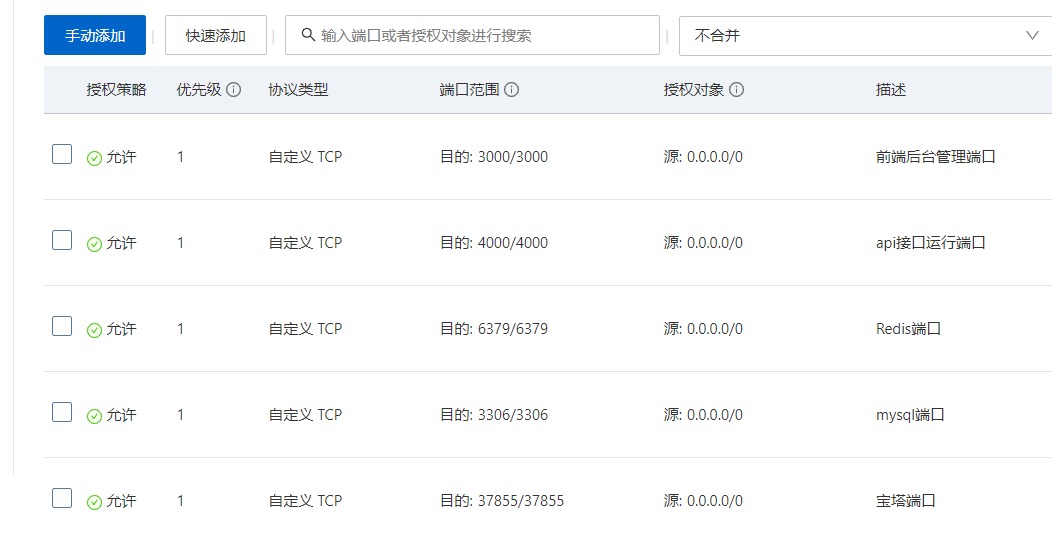 手动添加 快速添加 输入端口或者授权对象进行搜索 不合并
授权策略 优先级 协议类型 端口范围 授权对象 描述
允许 1 自定义 TCP 目的: 3000/3000 源: 0.0.0.0/0 前端后台管理端口
允许 1 自定义 TCP 目的: 4000/4000 源: 0.0.0.0/0 api接口运行端口
允许 1 自定义 TCP 目的: 6379/6379 源: 0.0.0.0/0 Redis端口
允许 1 自定义 TCP 目的: 3306/3306 源: 0.0.0.0/0 mysql端口
允许 1 自定义 TCP 目的: 37855/37855 源: 0.0.0.0/0 宝塔端口